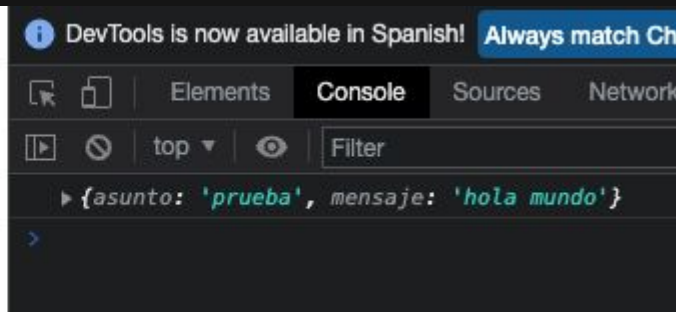 DevTools is now available in Spanish! Always match Ch
Elements Console Sources Network
top Filter
{asunto: 'prueba', mensaje: 'hola mundo'}
>